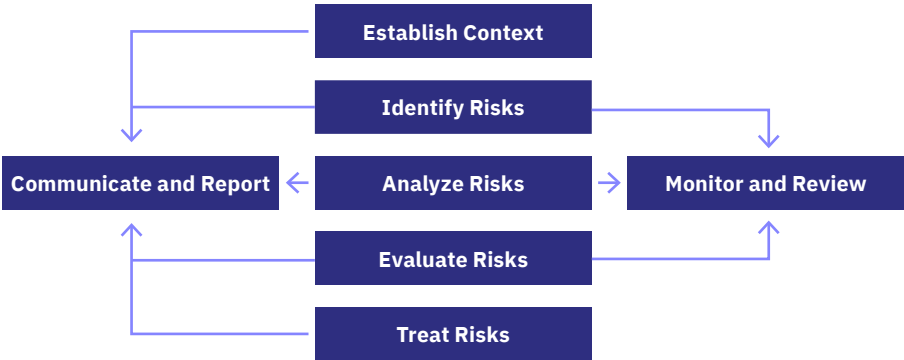 Establish Context
Identify Risks
Communicate and Report
Analyze Risks
Monitor and Review
Evaluate Risks
Treat Risks